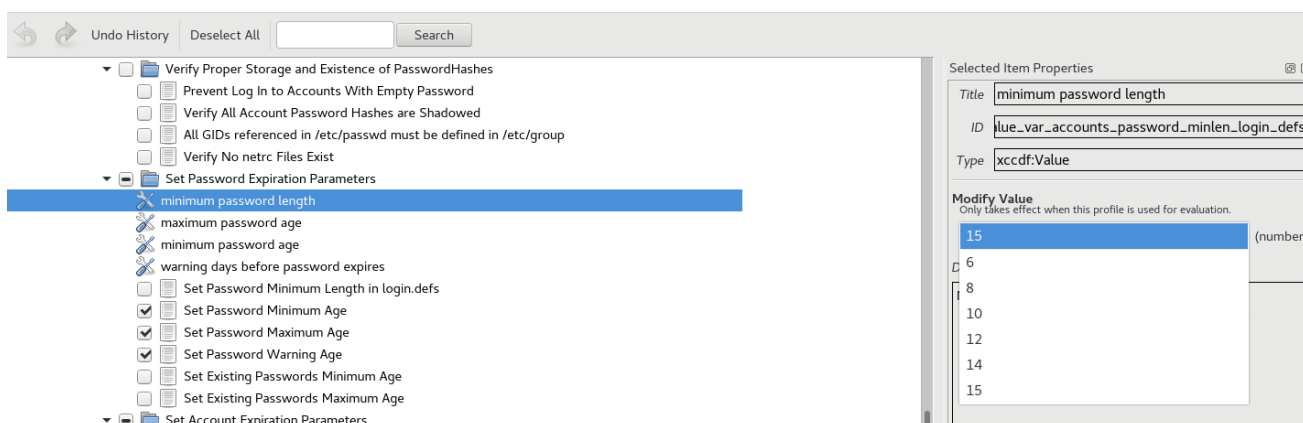 Undo History Deselect All Search
Verify Proper Storage and Existence of PasswordHashes
Prevent Log In to Accounts With Empty Password
Verify All Account Password Hashes are Shadowed
All GIDs referenced in /etc/passwd must be defined in /etc/group
Verify No netrc Files Exist
Set Password Expiration Parameters
minimum password length
maximum password age
minimum password age
warning days before password expires
Set Password Minimum Length in login.defs
Set Password Minimum Age
Set Password Maximum Age
Set Password Warning Age
Set Existing Passwords Minimum Age
Set Existing Passwords Maximum Age
Set Account Expiration Parameters
Selected Item Properties
Title minimum password length
ID lue_var_accounts_password_minlen_login_defs
Type xccdf:Value
Modify Value
Only takes effect when this profile is used for evaluation.
15 (number
6
8
10
12
14
15